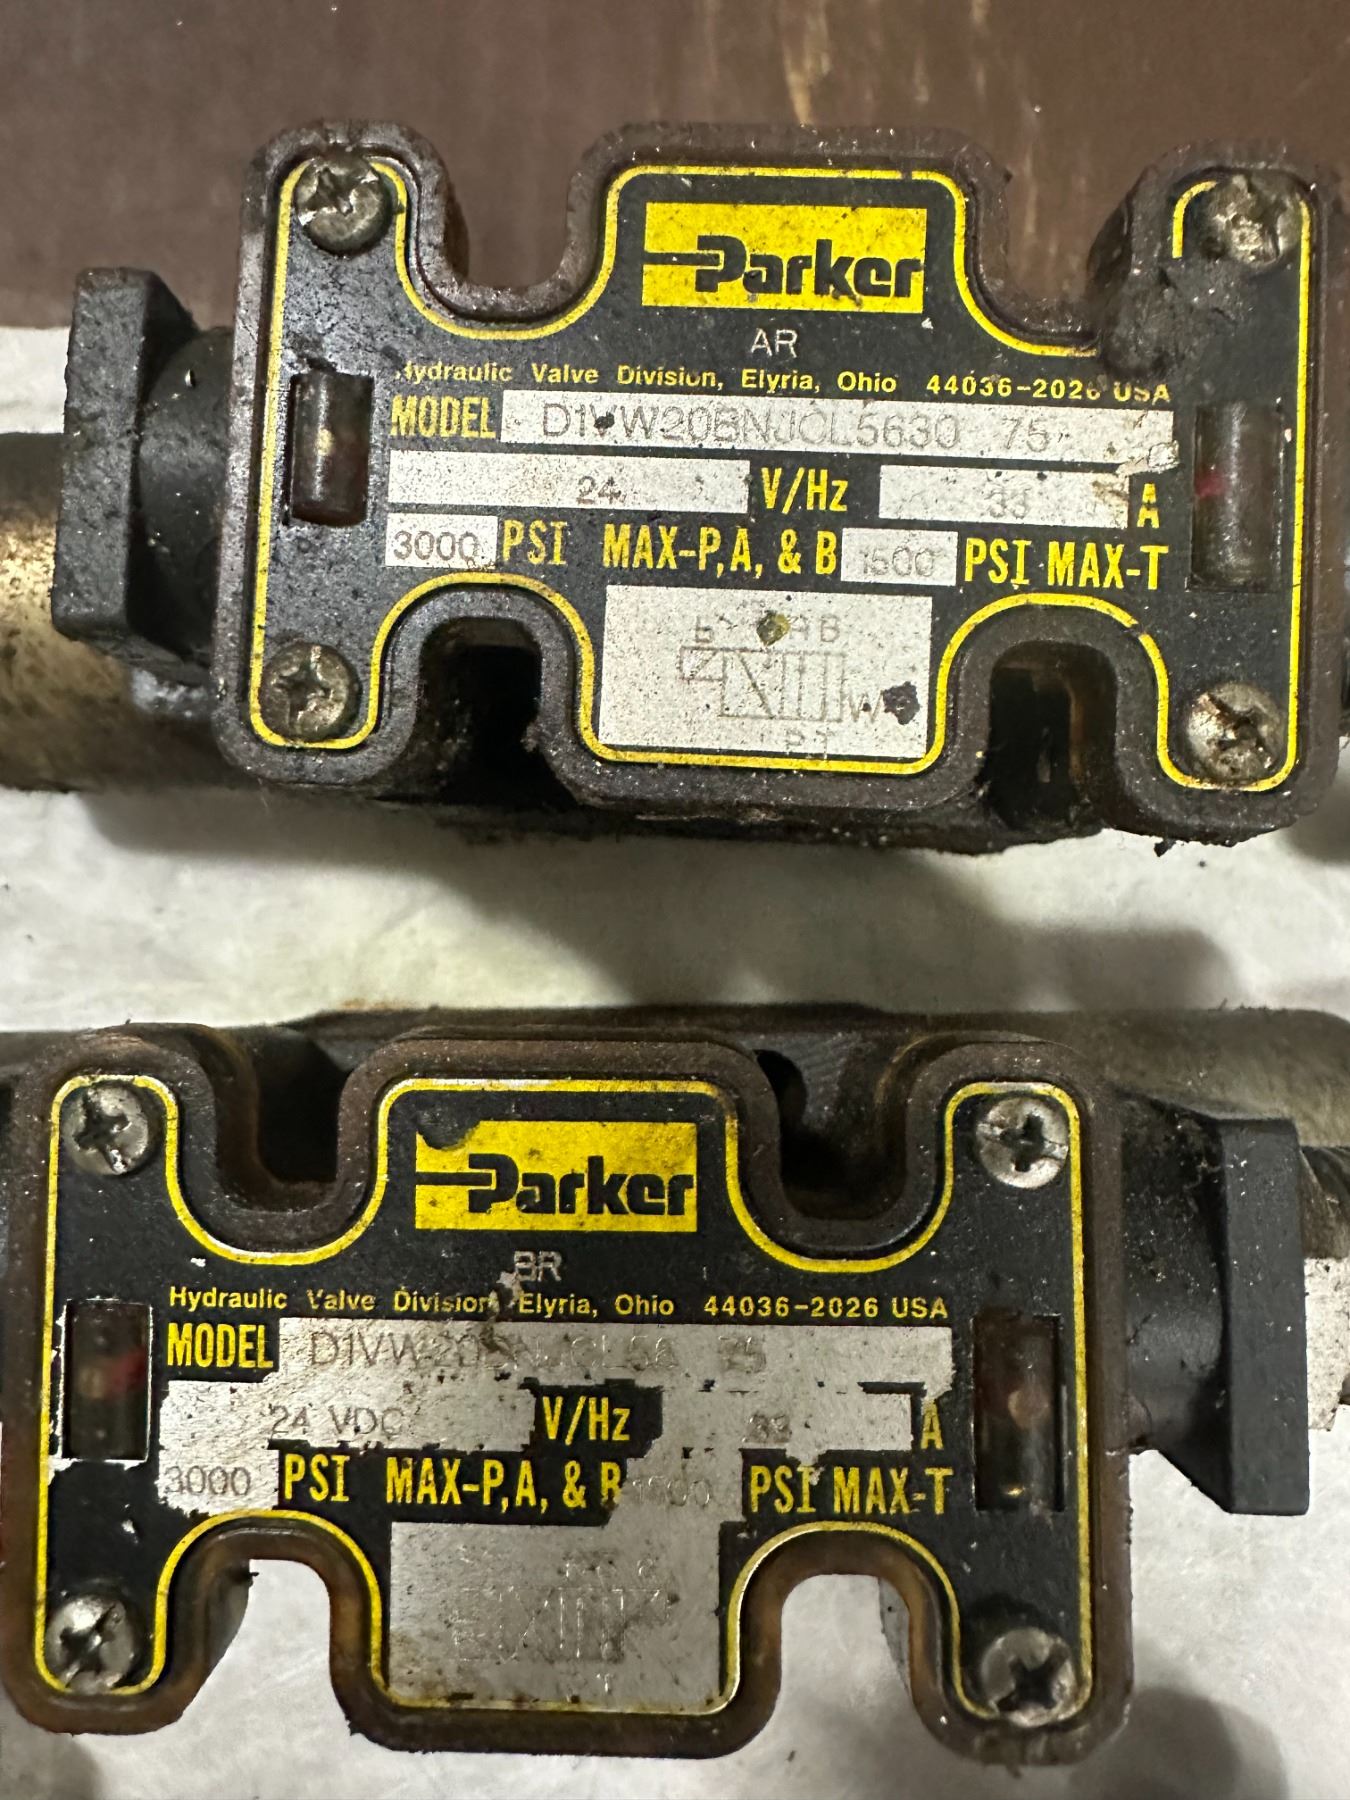 Parker
AR
Hydraulic Valve Division, Elyria, Ohio 44036-2026 USA
MODEL D1VW20BNJCL5630 75
24 V/Hz 33 A
3000 PSI MAX-P,A, & B 1500 PSI MAX-T
A B
W
P T
Parker
BR
Hydraulic Valve Division, Elyria, Ohio 44036-2026 USA
MODEL 75
24 VDC V/Hz 33 A
3000 PSI MAX-P,A, & B PSI MAX-T
T